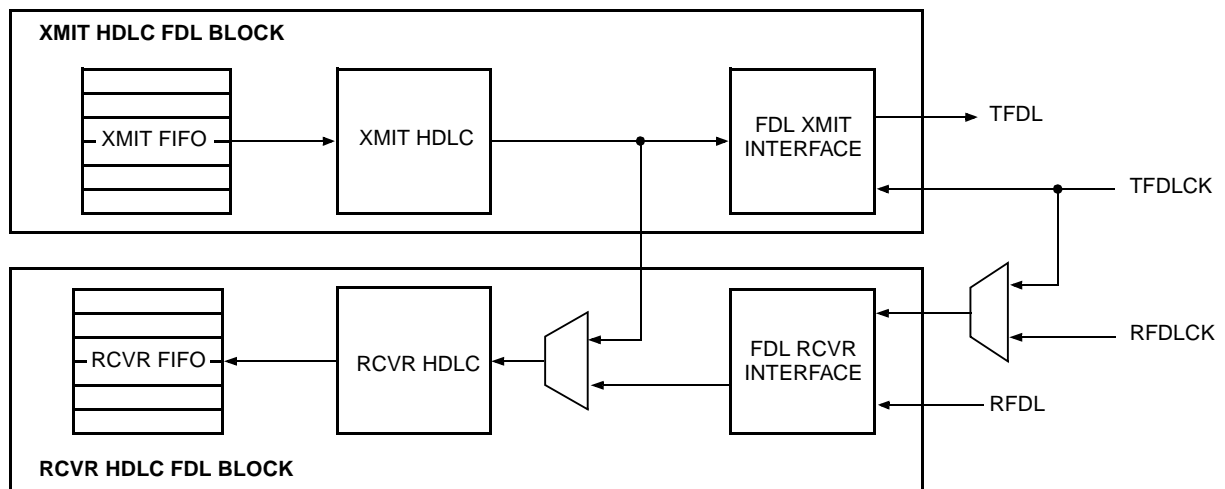 XMIT HDLC FDL BLOCK
XMIT FIFO
XMIT HDLC
FDL XMIT
INTERFACE
TFDL
TFDLCK
RCVR FIFO
RCVR HDLC
FDL RCVR
INTERFACE
RFDLCK
RFDL
RCVR HDLC FDL BLOCK